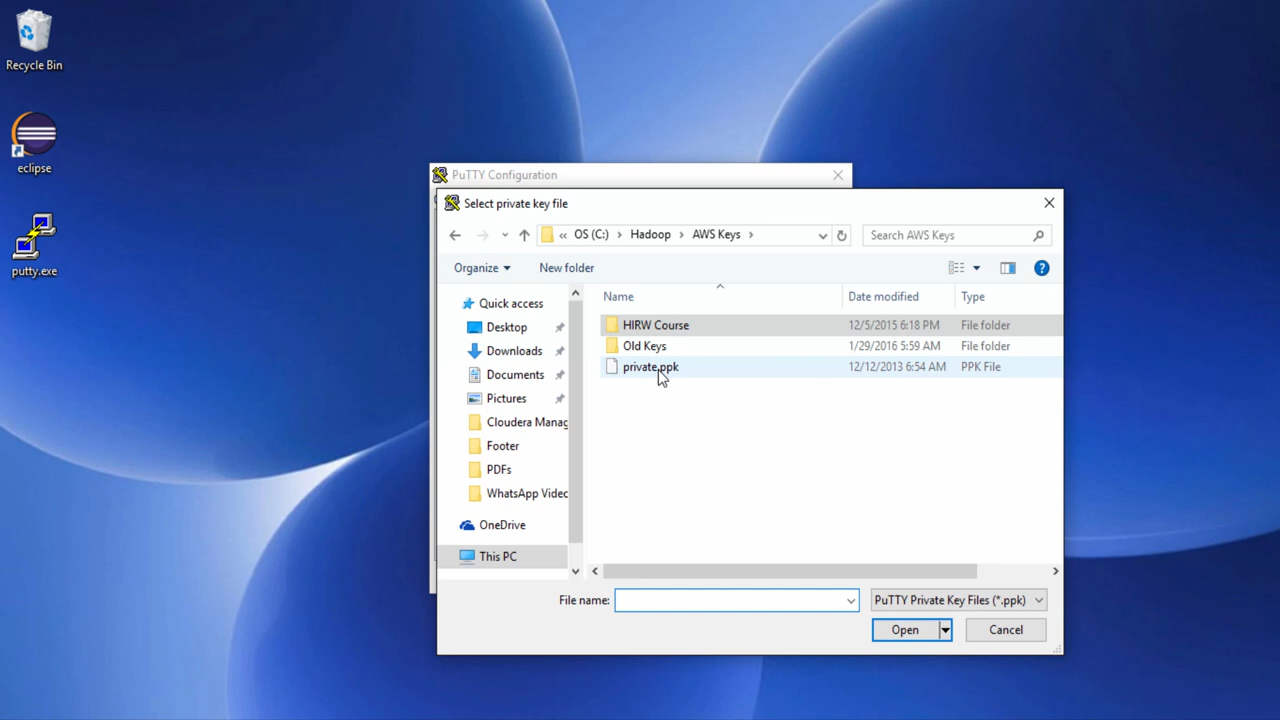 Recycle Bin
eclipse
putty.exe
PuTTY Configuration
Select private key file
« OS (C:) › Hadoop › AWS Keys ›
Search AWS Keys
Organize
New folder
Name
Date modified
Type
Quick access
Desktop
Downloads
Documents
Pictures
Cloudera Manag
Footer
PDFs
WhatsApp Video
OneDrive
This PC
HIRW Course 12/5/2015 6:18 PM File folder
Old Keys 1/29/2016 5:59 AM File folder
private.ppk 12/12/2013 6:54 AM PPK File
File name:
PuTTY Private Key Files (*.ppk)
Open
Cancel